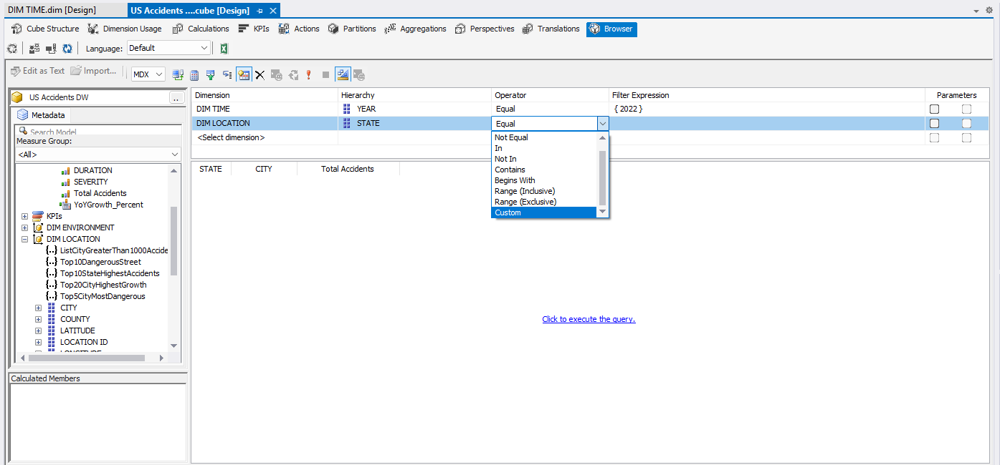 DIM TIME.dim [Design] US Accidents ....cube [Design]
Cube Structure Dimension Usage Calculations KPIs Actions Partitions Aggregations Perspectives Translations Browser
Language: Default
Edit as Text Import... MDX
US Accidents DW ..
Metadata
Search Model
Measure Group:
<All>
DURATION
SEVERITY
Total Accidents
YoYGrowth_Percent
KPIs
DIM ENVIRONMENT
DIM LOCATION
ListCityGreaterThan1000Accide
Top10DangerousStreet
Top10StateHighestAccidents
Top20CityHighestGrowth
Top5CityMostDangerous
CITY
COUNTY
LATITUDE
LOCATION ID
LONGITUDE
Calculated Members
Dimension Hierarchy Operator Filter Expression Parameters
DIM TIME YEAR Equal { 2022 }
DIM LOCATION STATE Equal
<Select dimension>
Not Equal
In
Not In
Contains
Begins With
Range (Inclusive)
Range (Exclusive)
Custom
STATE CITY Total Accidents
Click to execute the query.